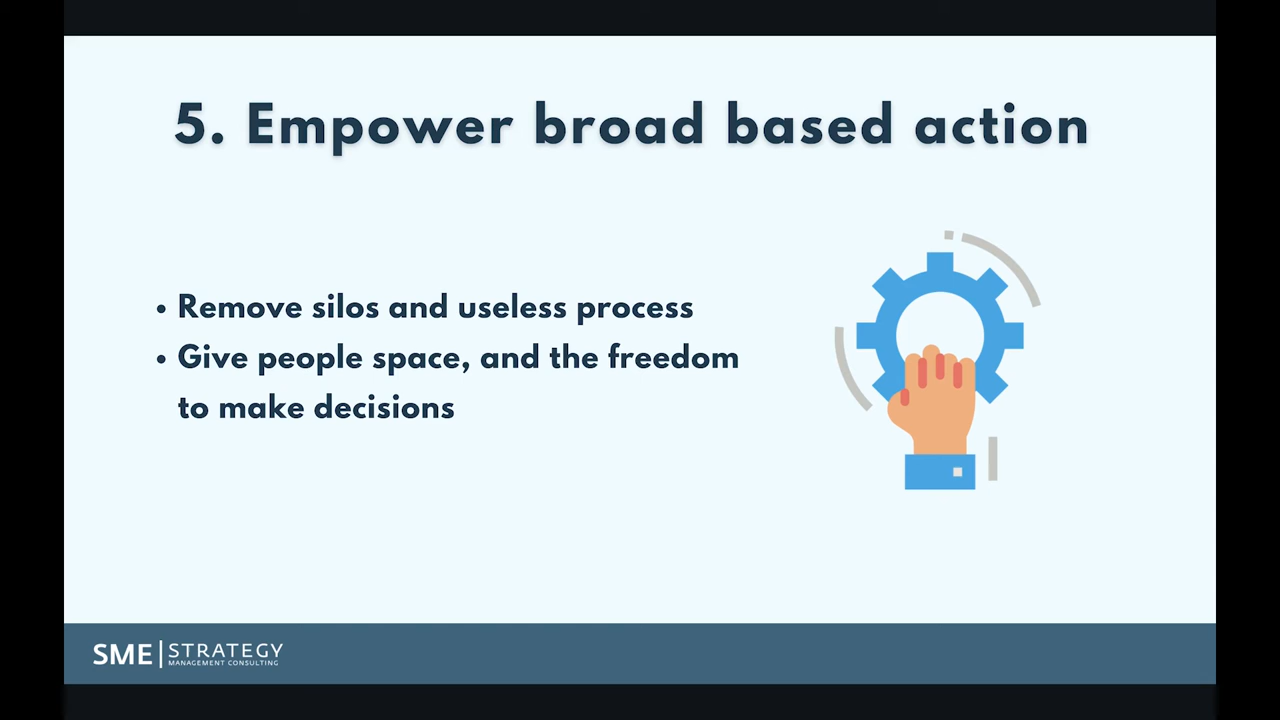 5. Empower broad based action
• Remove silos and useless process
• Give people space, and the freedom
to make decisions
SME | STRATEGY
MANAGEMENT CONSULTING